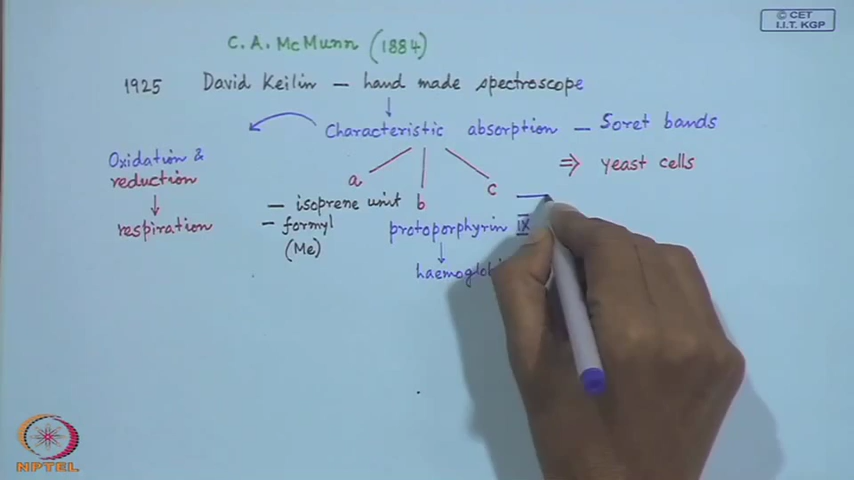 © CET
I.I.T. KGP
C.A. McMunn (1884)
1925 David Keilin – hand made spectroscope
Characteristic absorption – Soret bands
⇒ yeast cells
Oxidation &
reduction
respiration
a
b
c
– isoprene unit
– formyl
(Me)
protoporphyrin IX
NPTEL